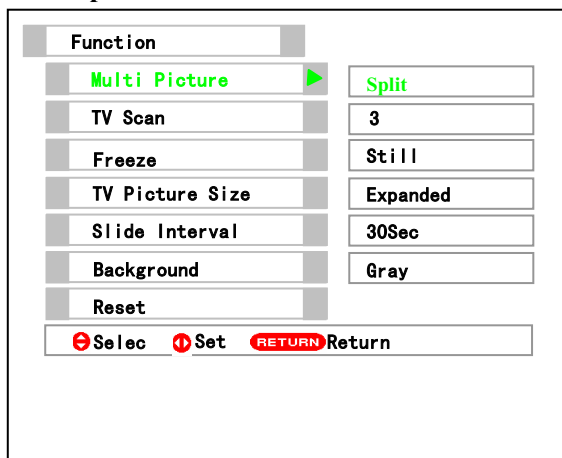 Function
Multi Picture Split
TV Scan 3
Freeze Still
TV Picture Size Expanded
Slide Interval 30Sec
Background Gray
Reset
Selec Set RETURN Return